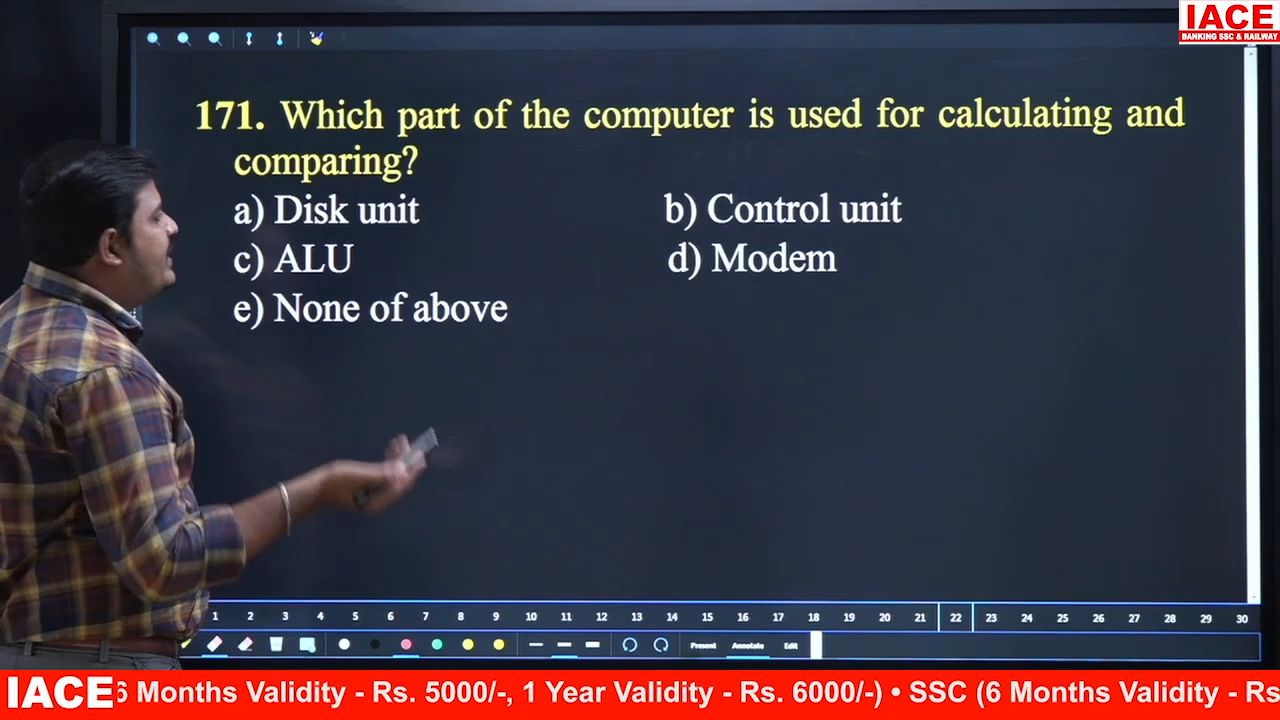 IACE
BANKING SSC & RAILWAY
171. Which part of the computer is used for calculating and
comparing?
a) Disk unit b) Control unit
c) ALU d) Modem
e) None of above
1 2 3 4 5 6 7 8 9 10 11 12 13 14 15 16 17 18 19 20 21 22 23 24 25 26 27 28 29 30
Present Annotate Edit
IACE 6 Months Validity - Rs. 5000/-, 1 Year Validity - Rs. 6000/-) • SSC (6 Months Validity - Rs